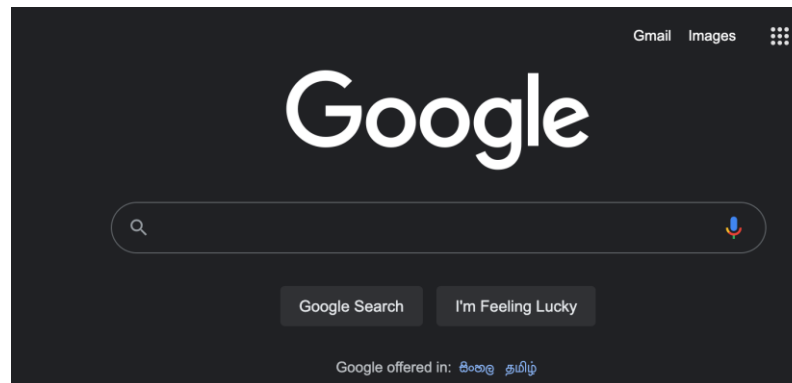 Gmail Images
Google
Google Search I'm Feeling Lucky
Google offered in: සිංහල தமிழ்